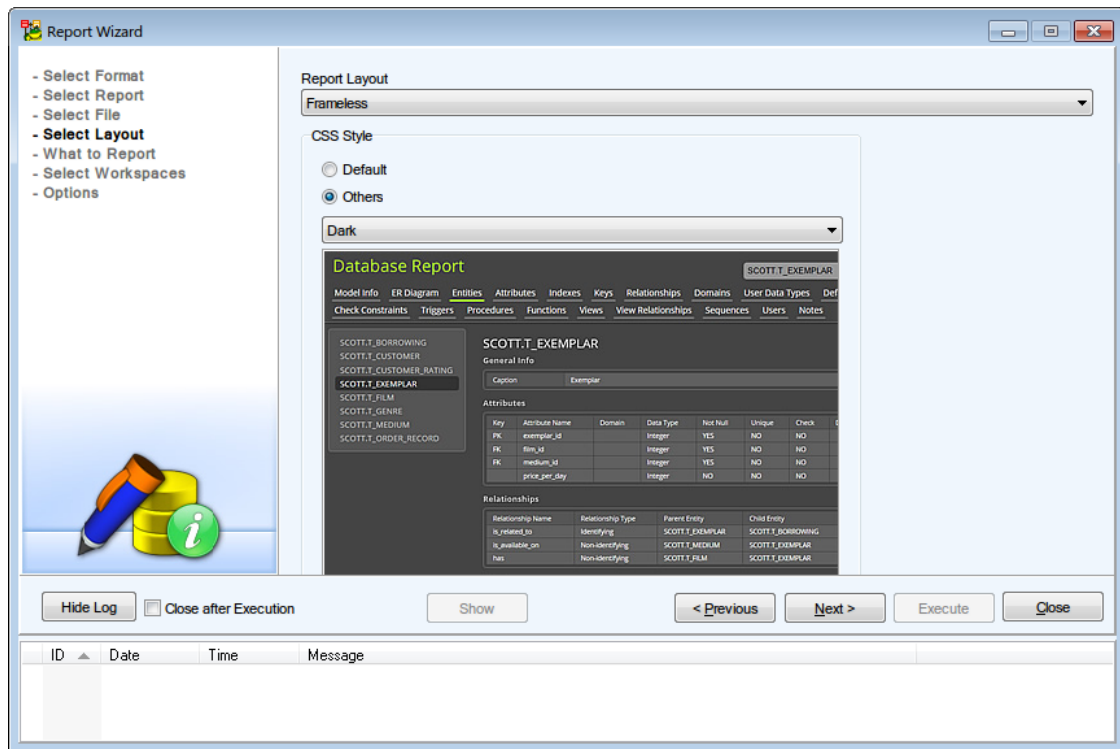 Report Wizard
- Select Format
- Select Report
- Select File
- Select Layout
- What to Report
- Select Workspaces
- Options
Report Layout
Frameless
CSS Style
Default
Others
Dark
Database Report
SCOTT.T_EXEMPLAR
Model Info ER Diagram Entities Attributes Indexes Keys Relationships Domains User Data Types Def
Check Constraints Triggers Procedures Functions Views View Relationships Sequences Users Notes
SCOTT.T_BORROWING
SCOTT.T_CUSTOMER
SCOTT.T_CUSTOMER_RATING
SCOTT.T_EXEMPLAR
SCOTT.T_FILM
SCOTT.T_GENRE
SCOTT.T_MEDIUM
SCOTT.T_ORDER_RECORD
SCOTT.T_EXEMPLAR
General Info
Caption Exemplar
Attributes
Key Attribute Name Domain Data Type Not Null Unique Check
PK exemplar_id Integer YES NO NO
FK film_id Integer YES NO NO
FK medium_id Integer YES NO NO
price_per_day Integer NO NO NO
Relationships
Relationship Name Relationship Type Parent Entity Child Entity
is_related_to Identifying SCOTT.T_EXEMPLAR SCOTT.T_BORROWING
is_available_on Non-identifying SCOTT.T_MEDIUM SCOTT.T_EXEMPLAR
has Non-identifying SCOTT.T_FILM SCOTT.T_EXEMPLAR
Hide Log Close after Execution Show < Previous Next > Execute Close
ID Date Time Message